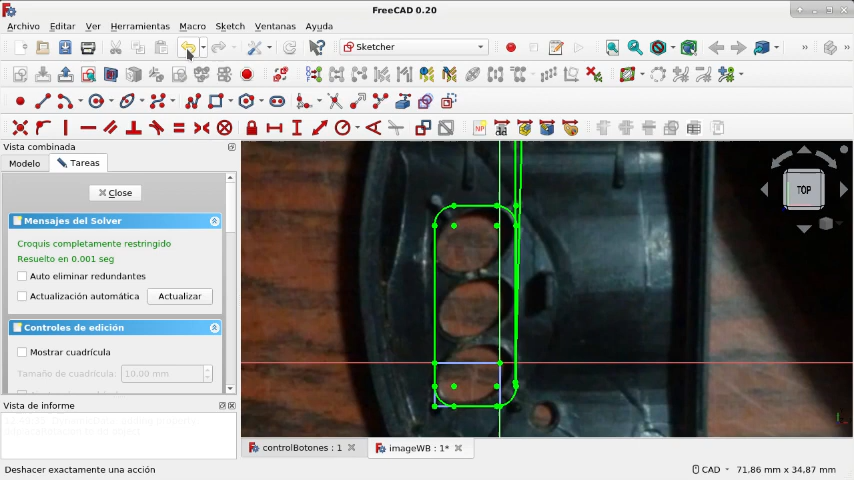 FreeCAD 0.20
Archivo Editar Ver Herramientas Macro Sketch Ventanas Ayuda
Sketcher
NP
Vista combinada
Modelo Tareas
Close
Mensajes del Solver
Croquis completamente restringido
Resuelto en 0.001 seg
Auto eliminar redundantes
Actualización automática Actualizar
Controles de edición
Mostrar cuadrícula
Tamaño de cuadrícula: 10.00 mm
Vista de informe
TOP
controBotones : 1 imageWB : 1*
Deshacer exactamente una acción CAD 71,86 mm x 34,87 mm